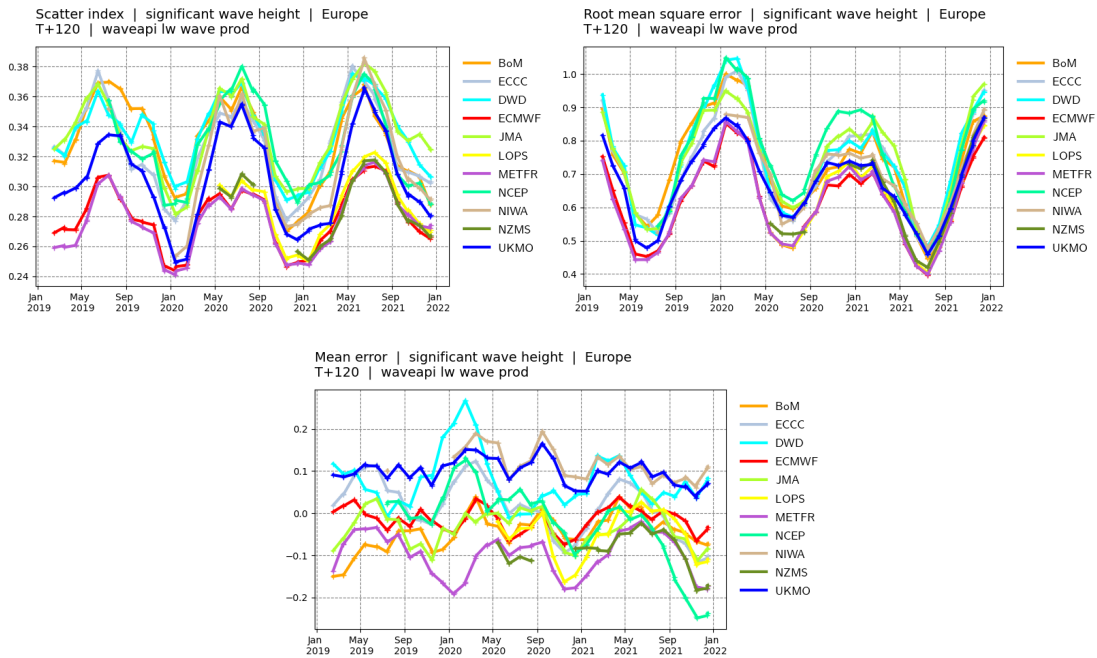 Scatter index | significant wave height | Europe
T+120 | waveapi lw wave prod
0.38
0.36
0.34
0.32
0.30
0.28
0.26
0.24
Jan 2019
May
Sep
Jan 2020
May 2020
Sep 2020
Jan 2021
May 2021
Sep 2021
Jan 2022
BoM
ECCC
DWD
ECMWF
JMA
LOPS
METFR
NCEP
NIWA
NZMS
UKMO
Root mean square error | significant wave height | Europe
T+120 | waveapi lw wave prod
1.0
0.9
0.8
0.7
0.6
0.5
0.4
Jan 2019
May 2019
Sep 2019
Jan 2020
May 2020
Sep 2020
Jan 2021
May 2021
Sep 2021
Jan 2022
BoM
ECCC
DWD
ECMWF
JMA
LOPS
METFR
NCEP
NIWA
NZMS
UKMO
Mean error | significant wave height | Europe
T+120 | waveapi lw wave prod
0.2
0.1
0.0
−0.1
−0.2
Jan 2019
May 2019
Sep 2019
Jan 2020
May 2020
Sep 2020
Jan 2021
May 2021
Sep 2021
Jan 2022
BoM
ECCC
DWD
ECMWF
JMA
LOPS
METFR
NCEP
NIWA
NZMS
UKMO